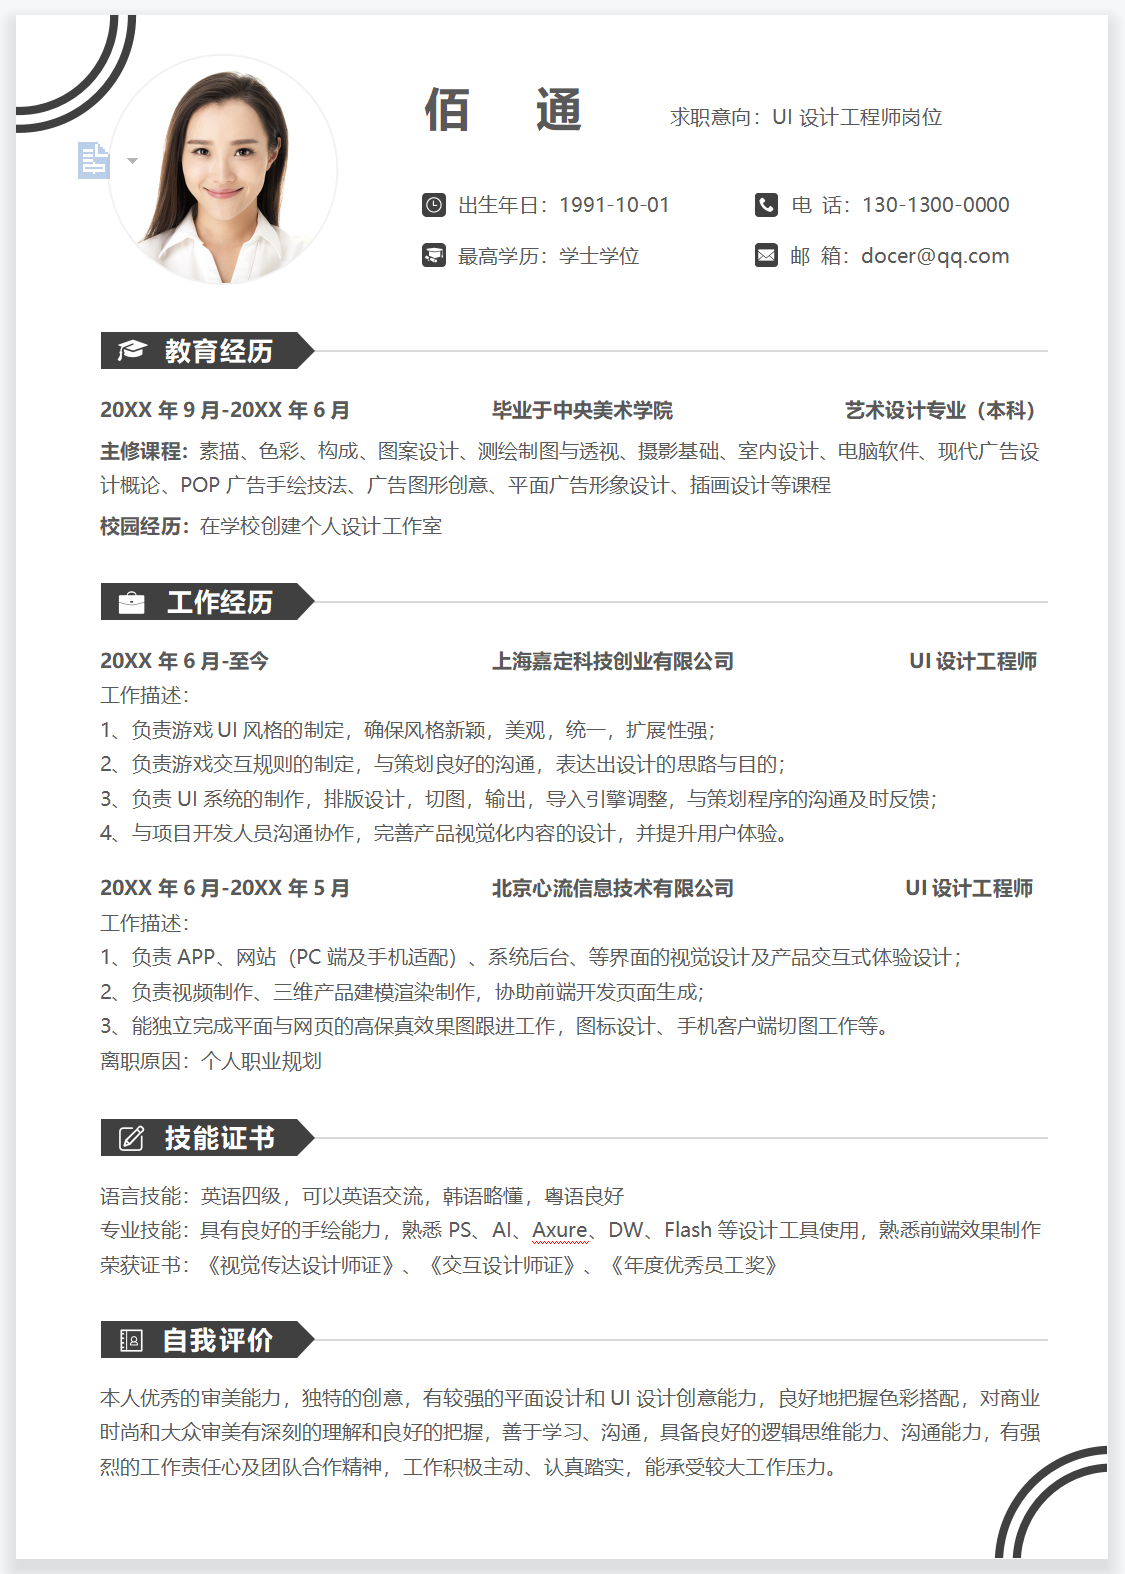 佰 通
求职意向：UI 设计工程师岗位
出生年日：1991-10-01
电 话：130-1300-0000
最高学历：学士学位
邮 箱：docer@qq.com
教育经历
20XX 年 9 月-20XX 年 6 月 毕业于中央美术学院 艺术设计专业（本科）
主修课程：素描、色彩、构成、图案设计、测绘制图与透视、摄影基础、室内设计、电脑软件、现代广告设
计概论、POP 广告手绘技法、广告图形创意、平面广告形象设计、插画设计等课程
校园经历：在学校创建个人设计工作室
工作经历
20XX 年 6 月-至今 上海嘉定科技创业有限公司 UI 设计工程师
工作描述：
1、负责游戏 UI 风格的制定，确保风格新颖，美观，统一，扩展性强；
2、负责游戏交互规则的制定，与策划良好的沟通，表达出设计的思路与目的；
3、负责 UI 系统的制作，排版设计，切图，输出，导入引擎调整，与策划程序的沟通及时反馈；
4、与项目开发人员沟通协作，完善产品视觉化内容的设计，并提升用户体验。
20XX 年 6 月-20XX 年 5 月 北京心流信息技术有限公司 UI 设计工程师
工作描述：
1、负责 APP、网站（PC 端及手机适配）、系统后台、等界面的视觉设计及产品交互式体验设计；
2、负责视频制作、三维产品建模渲染制作，协助前端开发页面生成；
3、能独立完成平面与网页的高保真效果图跟进工作，图标设计、手机客户端切图工作等。
离职原因：个人职业规划
技能证书
语言技能：英语四级，可以英语交流，韩语略懂，粤语良好
专业技能：具有良好的手绘能力，熟悉 PS、AI、Axure、DW、Flash 等设计工具使用，熟悉前端效果制作
荣获证书：《视觉传达设计师证》、《交互设计师证》、《年度优秀员工奖》
自我评价
本人优秀的审美能力，独特的创意，有较强的平面设计和 UI 设计创意能力，良好地把握色彩搭配，对商业
时尚和大众审美有深刻的理解和良好的把握，善于学习、沟通，具备良好的逻辑思维能力、沟通能力，有强
烈的工作责任心及团队合作精神，工作积极主动、认真踏实，能承受较大工作压力。